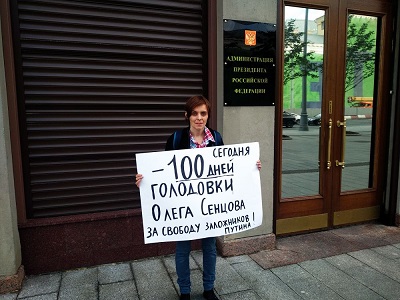 АДМИНИСТРАЦИЯ
ПРЕЗИДЕНТА
РОССИЙСКОЙ
ФЕДЕРАЦИИ
СЕГОДНЯ
–100 ДНЕЙ
ГОЛОДОВКИ
ОЛЕГА СЕНЦОВА
ЗА СВОБОДУ ЗАЛОЖНИКОВ
ПУТИНА!